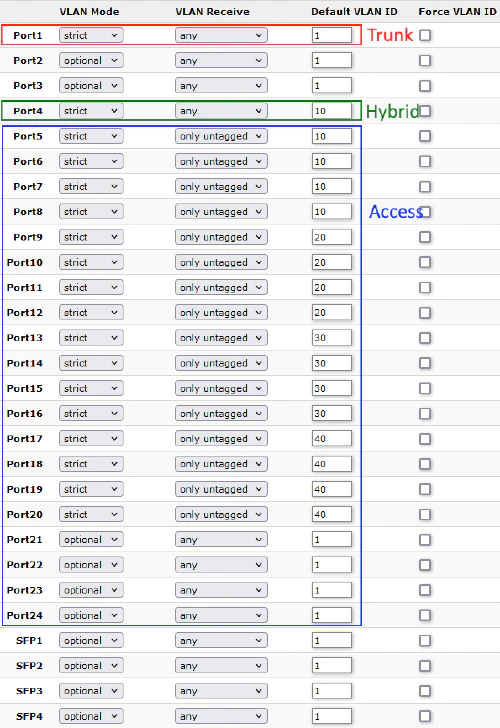 VLAN Mode VLAN Receive Default VLAN ID Force VLAN ID
Port1 strict any 1 Trunk
Port2 optional any 1
Port3 optional any 1
Port4 strict any 10 Hybrid
Port5 strict only untagged 10
Port6 strict only untagged 10
Port7 strict only untagged 10
Port8 strict only untagged 10 Access
Port9 strict only untagged 20
Port10 strict only untagged 20
Port11 strict only untagged 20
Port12 strict only untagged 20
Port13 strict only untagged 30
Port14 strict only untagged 30
Port15 strict only untagged 30
Port16 strict only untagged 30
Port17 strict only untagged 40
Port18 strict only untagged 40
Port19 strict only untagged 40
Port20 strict only untagged 40
Port21 optional any 1
Port22 optional any 1
Port23 optional any 1
Port24 optional any 1
SFP1 optional any 1
SFP2 optional any 1
SFP3 optional any 1
SFP4 optional any 1